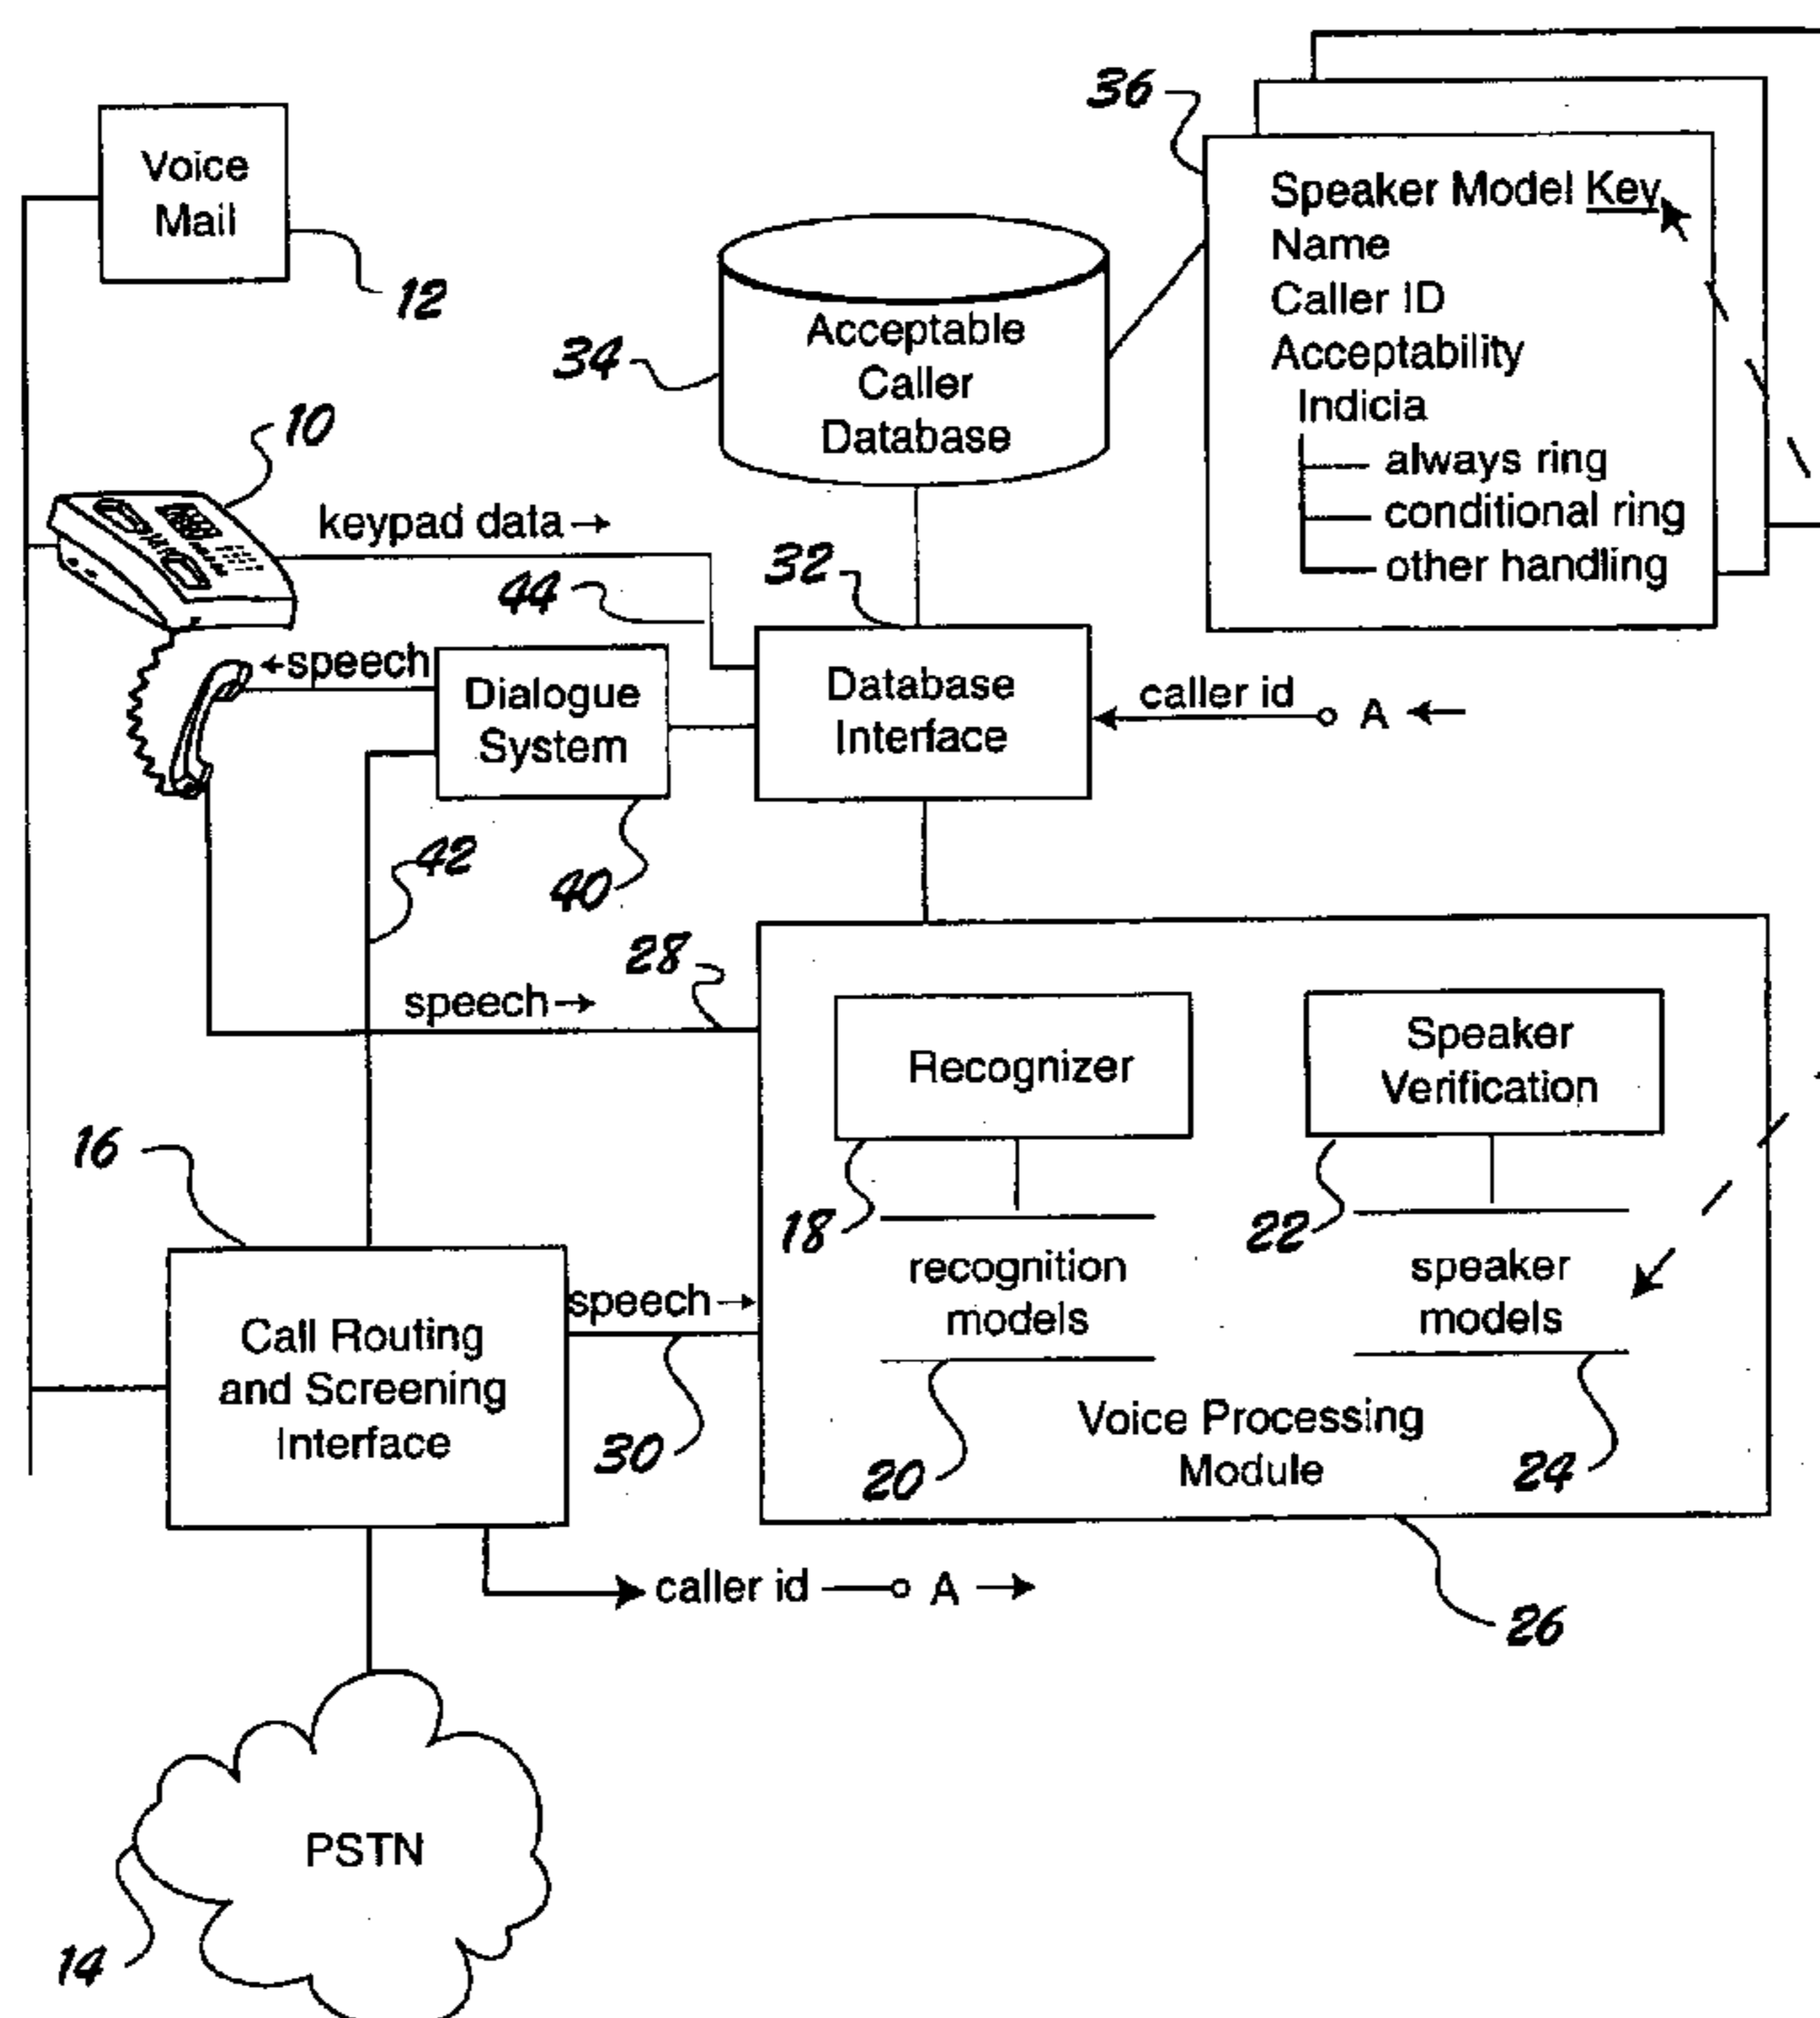 36
Voice
Mail
12
Speaker Model Key
Name
Caller ID
Acceptability
Indicia
always ring
conditional ring
other handling
34
Acceptable
Caller
Database
10
keypad data
44
32
speech
Dialogue
System
Database
Interface
caller id
A
42
40
28
speech
Recognizer
Speaker
Verification
16
18
22
recognition
models
speaker
models
speech
Call Routing
and Screening
Interface
30
20
Voice Processing
Module
24
caller id
A
26
PSTN
14